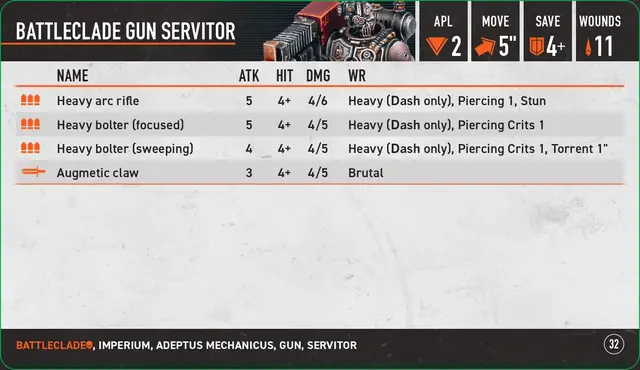 BATTLECLADE GUN SERVITOR
APL MOVE SAVE WOUNDS
2 5" 4+ 11
NAME ATK HIT DMG WR
Heavy arc rifle 5 4+ 4/6 Heavy (Dash only), Piercing 1, Stun
Heavy bolter (focused) 5 4+ 4/5 Heavy (Dash only), Piercing Crits 1
Heavy bolter (sweeping) 4 4+ 4/5 Heavy (Dash only), Piercing Crits 1, Torrent 1"
Augmetic claw 3 4+ 4/5 Brutal
BATTLECLADE, IMPERIUM, ADEPTUS MECHANICUS, GUN, SERVITOR 32